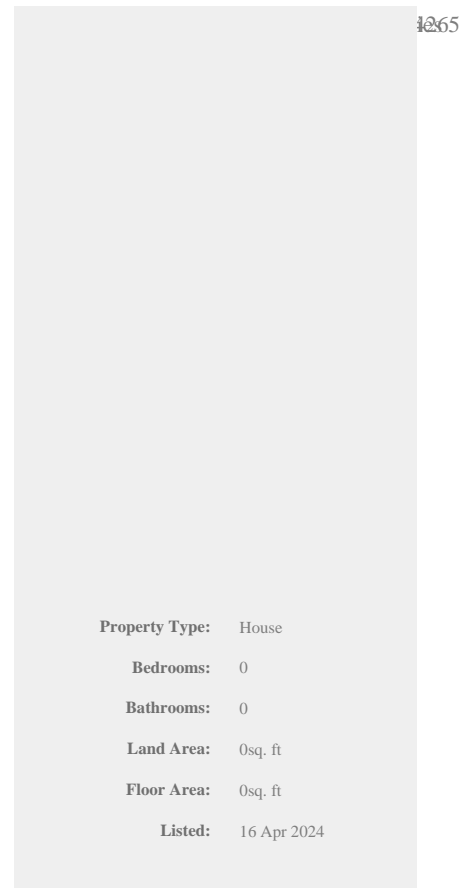 Property Type: House
Bedrooms: 0
Bathrooms: 0
Land Area: 0sq. ft
Floor Area: 0sq. ft
Listed: 16 Apr 2024